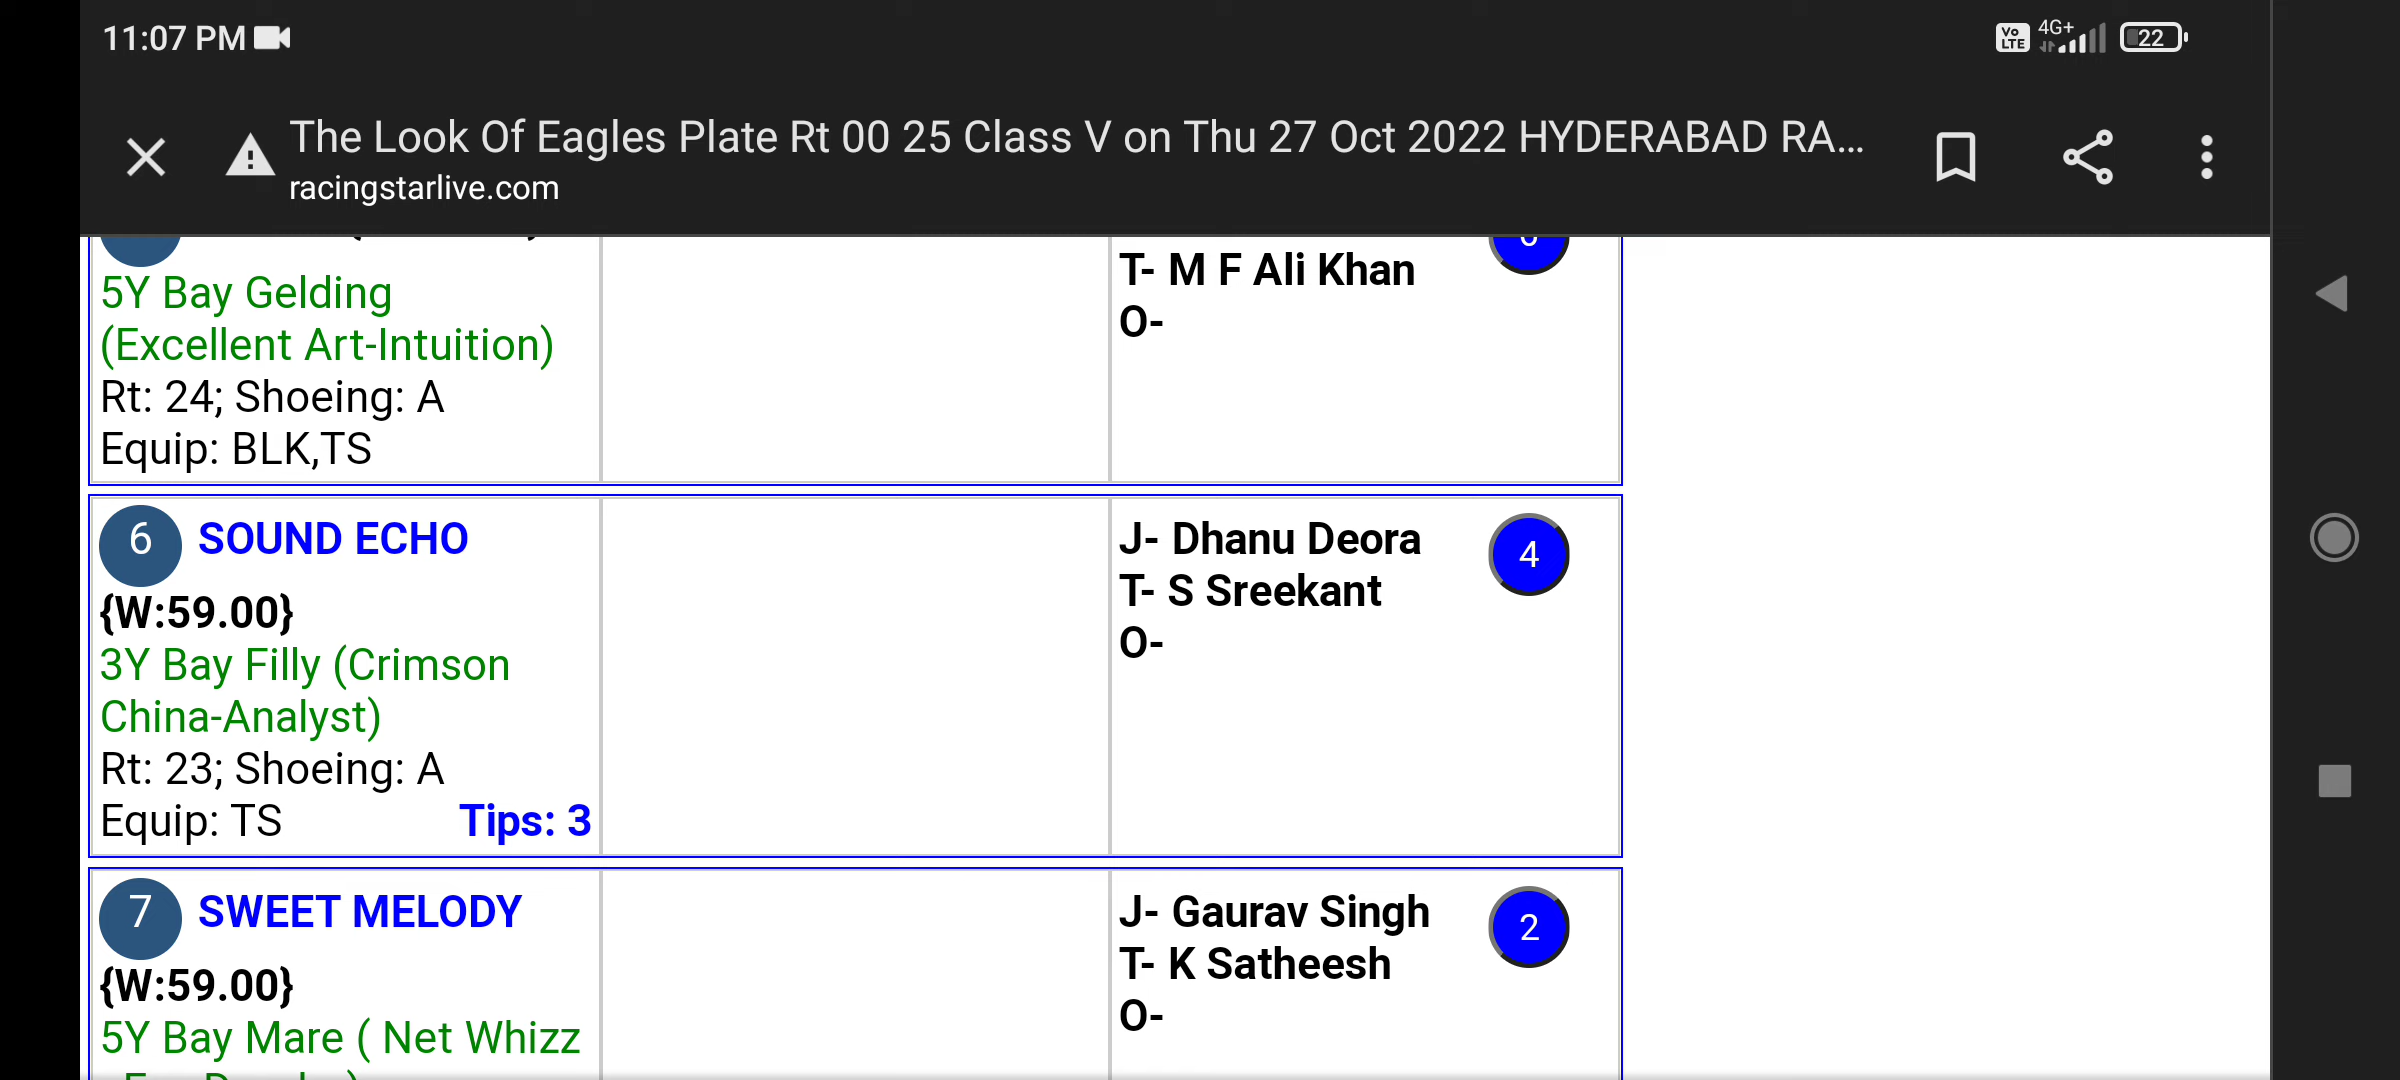 11:07 PM
Vo LTE 4G+ 22
The Look Of Eagles Plate Rt 00 25 Class V on Thu 27 Oct 2022 HYDERABAD RA...
racingstarlive.com
T- M F Ali Khan
5Y Bay Gelding
O-
(Excellent Art-Intuition)
Rt: 24; Shoeing: A
Equip: BLK,TS
6 SOUND ECHO
{W:59.00}
3Y Bay Filly (Crimson
China-Analyst)
Rt: 23; Shoeing: A
Equip: TS Tips: 3
J- Dhanu Deora 4
T- S Sreekant
O-
7 SWEET MELODY
{W:59.00}
5Y Bay Mare ( Net Whizz
J- Gaurav Singh 2
T- K Satheesh
O-